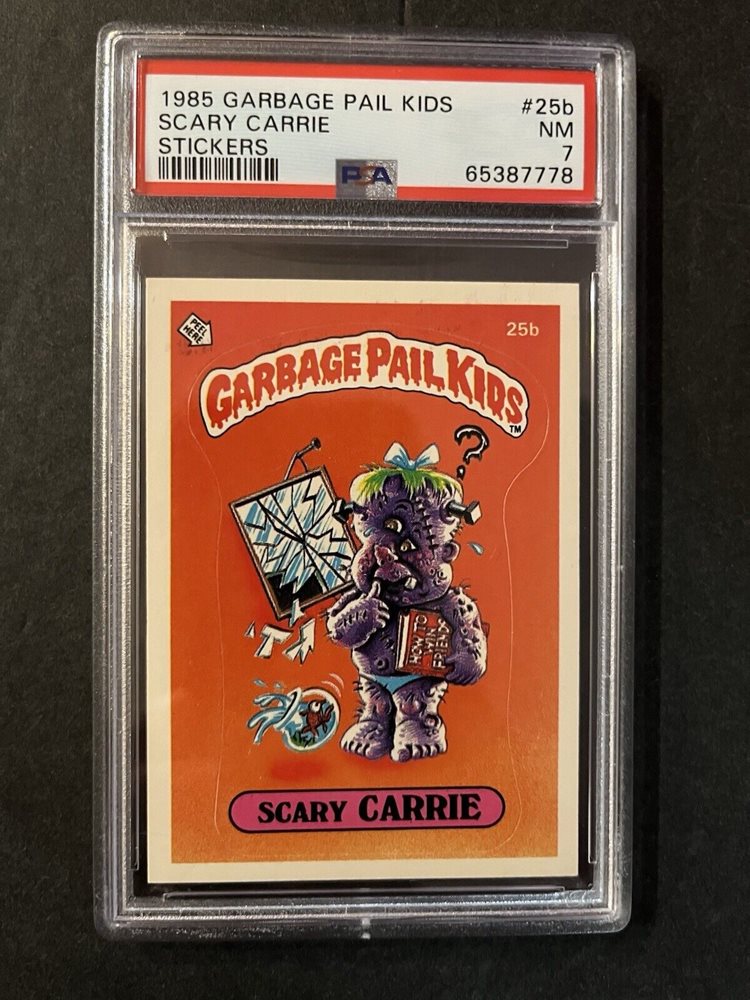 1985 GARBAGE PAIL KIDS #25b
SCARY CARRIE NM
STICKERS 7
PSA 65387778
PEEL HERE
25b
GARBAGE PAIL KIDS
TM
?
HOW TO
WIN
FRIENDS
SCARY CARRIE